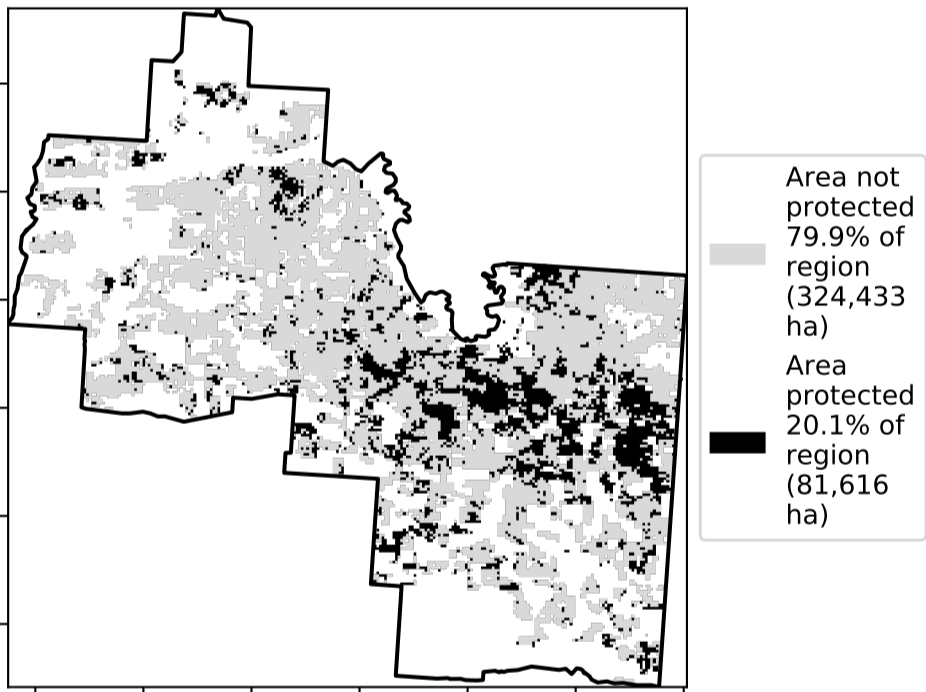 Area not
protected
79.9% of
region
(324,433
ha)
Area
protected
20.1% of
region
(81,616
ha)